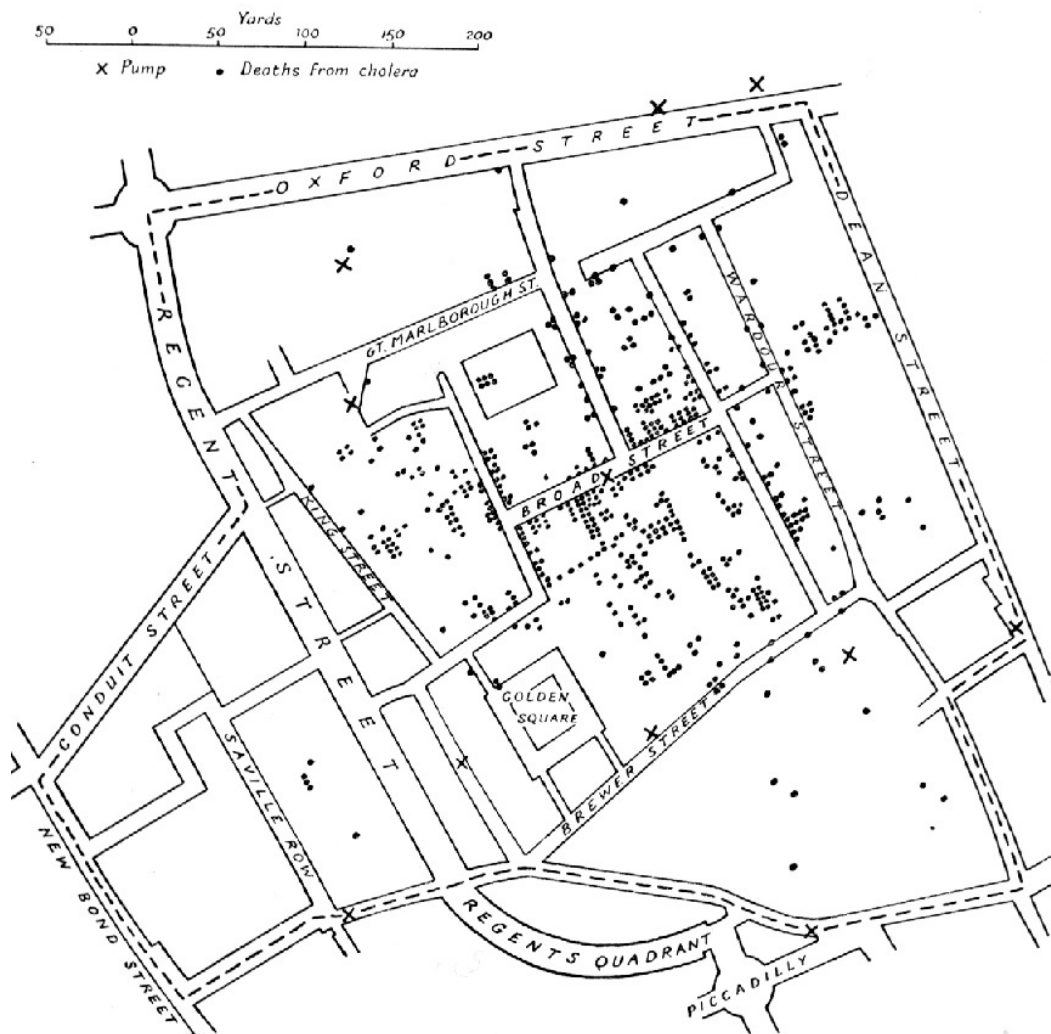 Yards
50 0 50 100 150 200
X Pump • Deaths from cholera
OXFORD STREET
REGENT STREET
DEAN STREET
WARDOUR STREET
GT. MARLBOROUGH ST.
BROAD STREET
KING STREET
CONDUIT STREET
GOLDEN
SQUARE
SAVILLE ROW
BREWER STREET
NEW BOND STREET
REGENTS QUADRANT
PICCADILLY